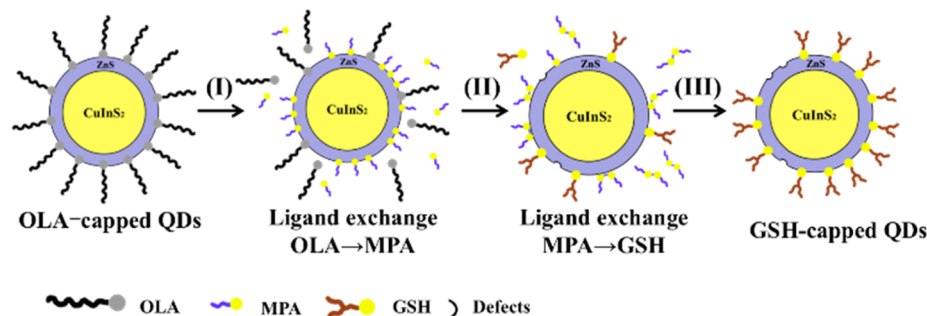 (I)
(II)
(III)
ZnS
CuInS₂
ZnS
CuInS₂
ZnS
CuInS₂
ZnS
CuInS₂
OLA-capped QDs
Ligand exchange
OLA→MPA
Ligand exchange
MPA→GSH
GSH-capped QDs
OLA
MPA
GSH
Defects